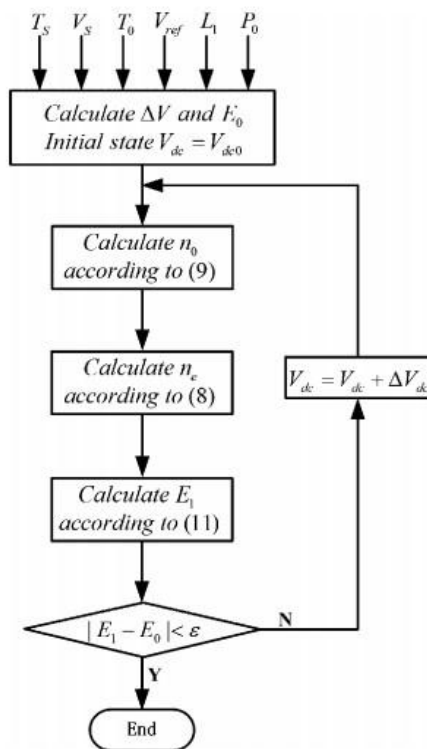 T_S V_S T_0 V_ref L_1 P_0
Calculate ΔV and E_0
Initial state V_dc = V_dc0
Calculate n_0
according to (9)
Calculate n_e
according to (8)
V_dc = V_dc + ΔV_dc
Calculate E_1
according to (11)
| E_1 − E_0 | < ε
N
Y
End